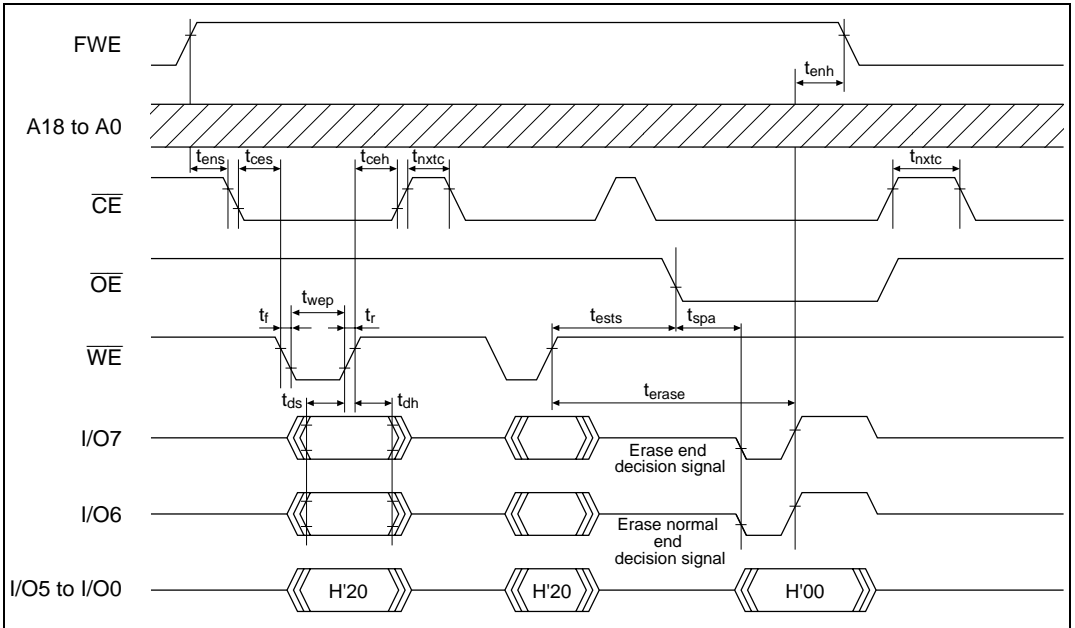 FWE
tenh
A18 to A0
tens
tces
tceh
tnxtc
tnxtc
CE
OE
twep
tf
tr
tests
tspa
WE
terase
tds
tdh
I/O7
Erase end
decision signal
I/O6
Erase normal
end
decision signal
I/O5 to I/O0
H'20
H'20
H'00